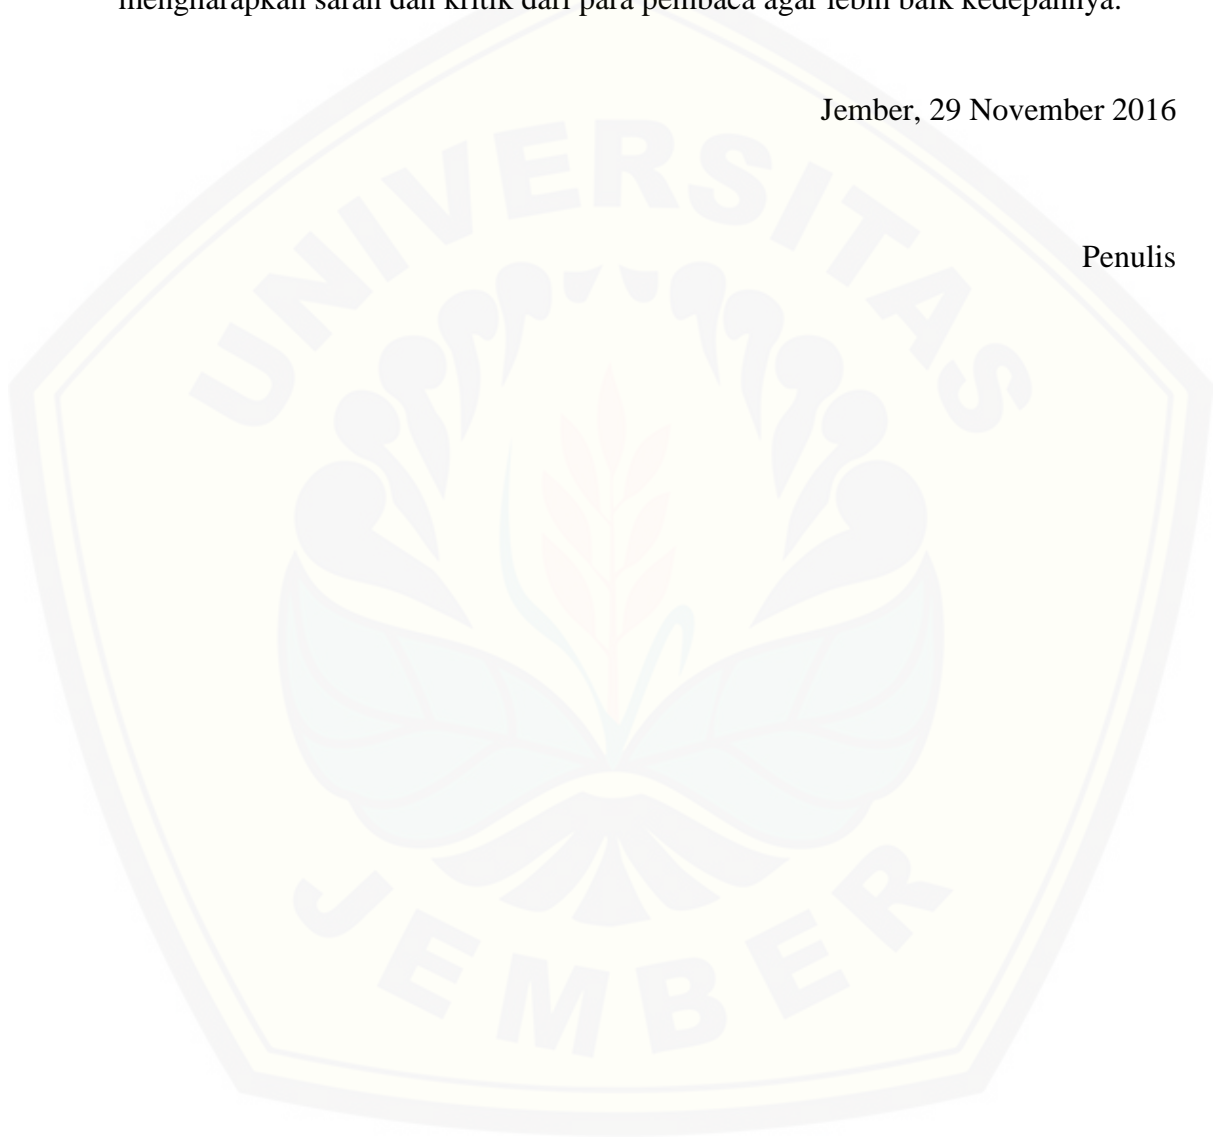 mengharapkan saran dan kritik dari para pembaca agar lebih baik kedepannya.
Jember, 29 November 2016
Penulis
UNIVERSITAS
JEMBER